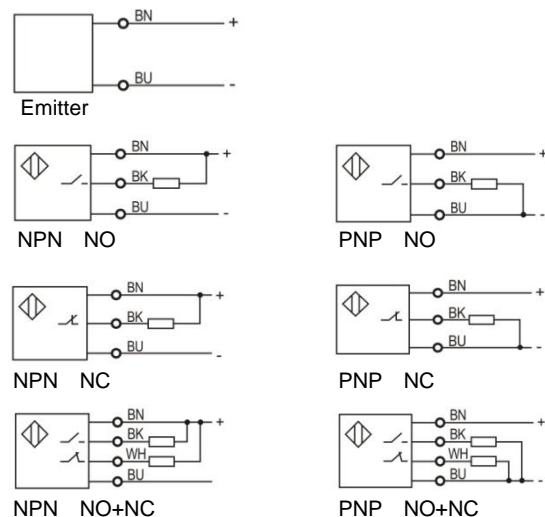 BN +
BU -
Emitter
BN +
BK
BU -
NPN NO
BN +
BK
BU -
PNP NO
BN +
BK
BU -
NPN NC
BN +
BK
BU -
PNP NC
BN +
BK
WH
BU
NPN NO+NC
BN +
BK
WH
BU -
PNP NO+NC